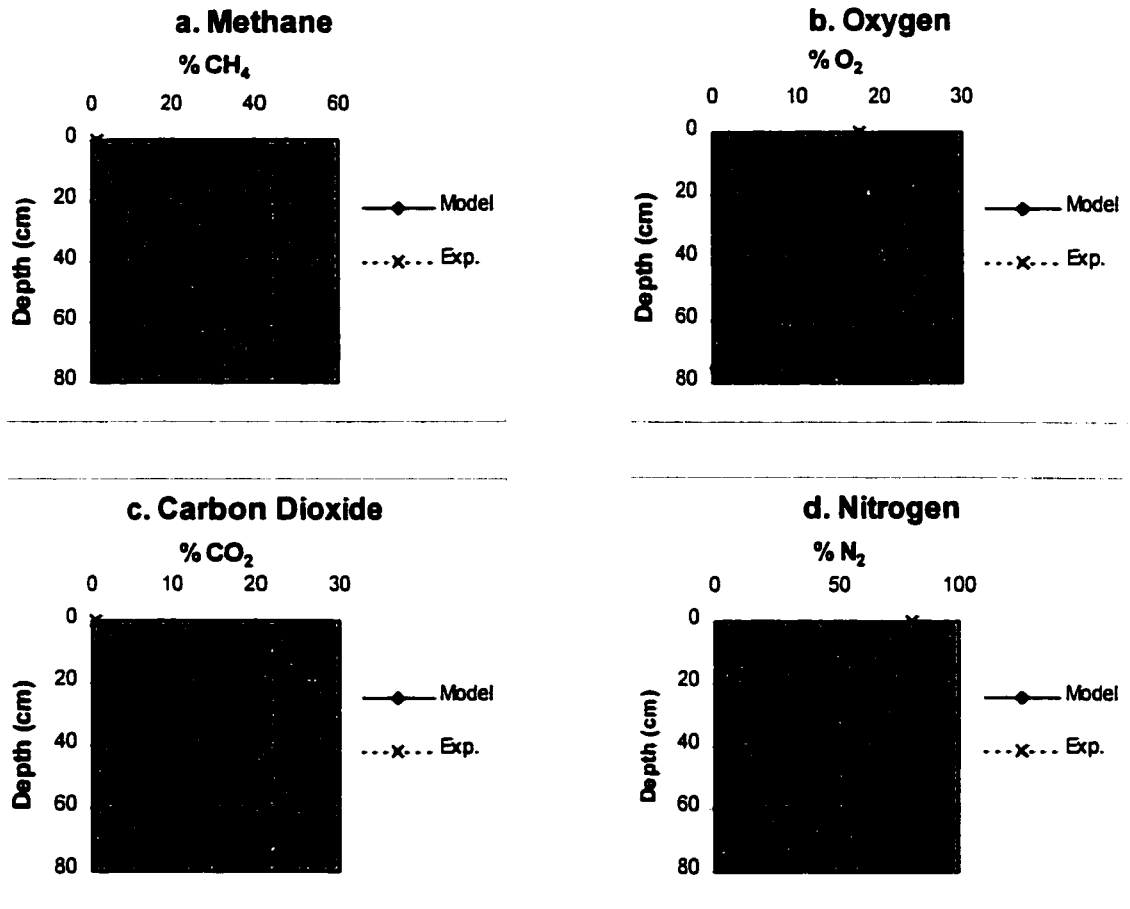 a. Methane
% CH₄
0 20 40 60
0
20
40
60
80
Depth (cm)
Model
Exp.
b. Oxygen
% O₂
0 10 20 30
0
20
40
60
80
Depth (cm)
Model
Exp.
c. Carbon Dioxide
% CO₂
0 10 20 30
0
20
40
60
80
Depth (cm)
Model
Exp.
d. Nitrogen
% N₂
0 50 100
0
20
40
60
80
Depth (cm)
Model
Exp.